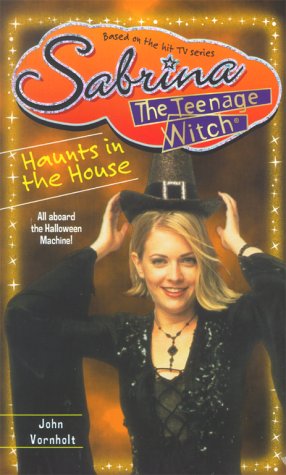 Based on the hit TV series
Sabrina
The Teenage
Witch®
Haunts in
the House
All aboard
the Halloween
Machine!
John
Vornholt